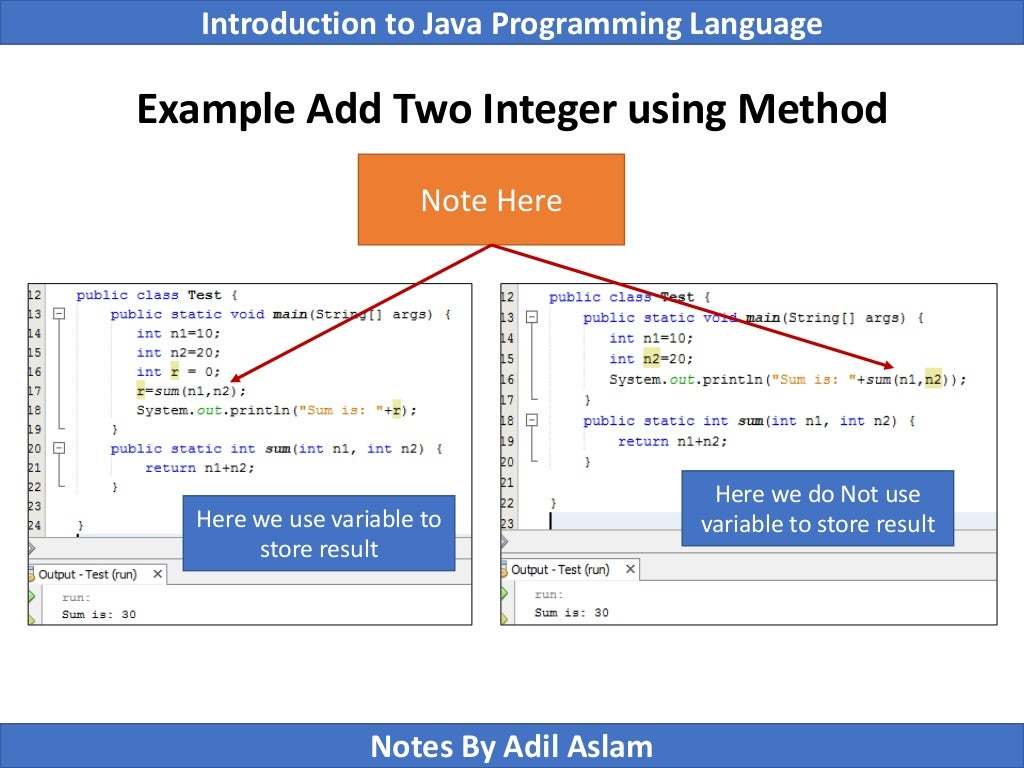 Introduction to Java Programming Language
Example Add Two Integer using Method
Note Here
12 public class Test {
13 public static void main(String[] args) {
14 int n1=10;
15 int n2=20;
16 int r = 0;
17 r=sum(n1,n2);
18 System.out.println("Sum is: "+r);
19 }
20 public static int sum(int n1, int n2) {
21 return n1+n2;
22 }
23
24 }
Here we use variable to
store result
Output - Test (run)
run:
Sum is: 30
12 public class Test {
13 public static void main(String[] args) {
14 int n1=10;
15 int n2=20;
16 System.out.println("Sum is: "+sum(n1,n2));
17 }
18 public static int sum(int n1, int n2) {
19 return n1+n2;
20 }
21
22 }
23
Here we do Not use
variable to store result
Output - Test (run)
run:
Sum is: 30
Notes By Adil Aslam